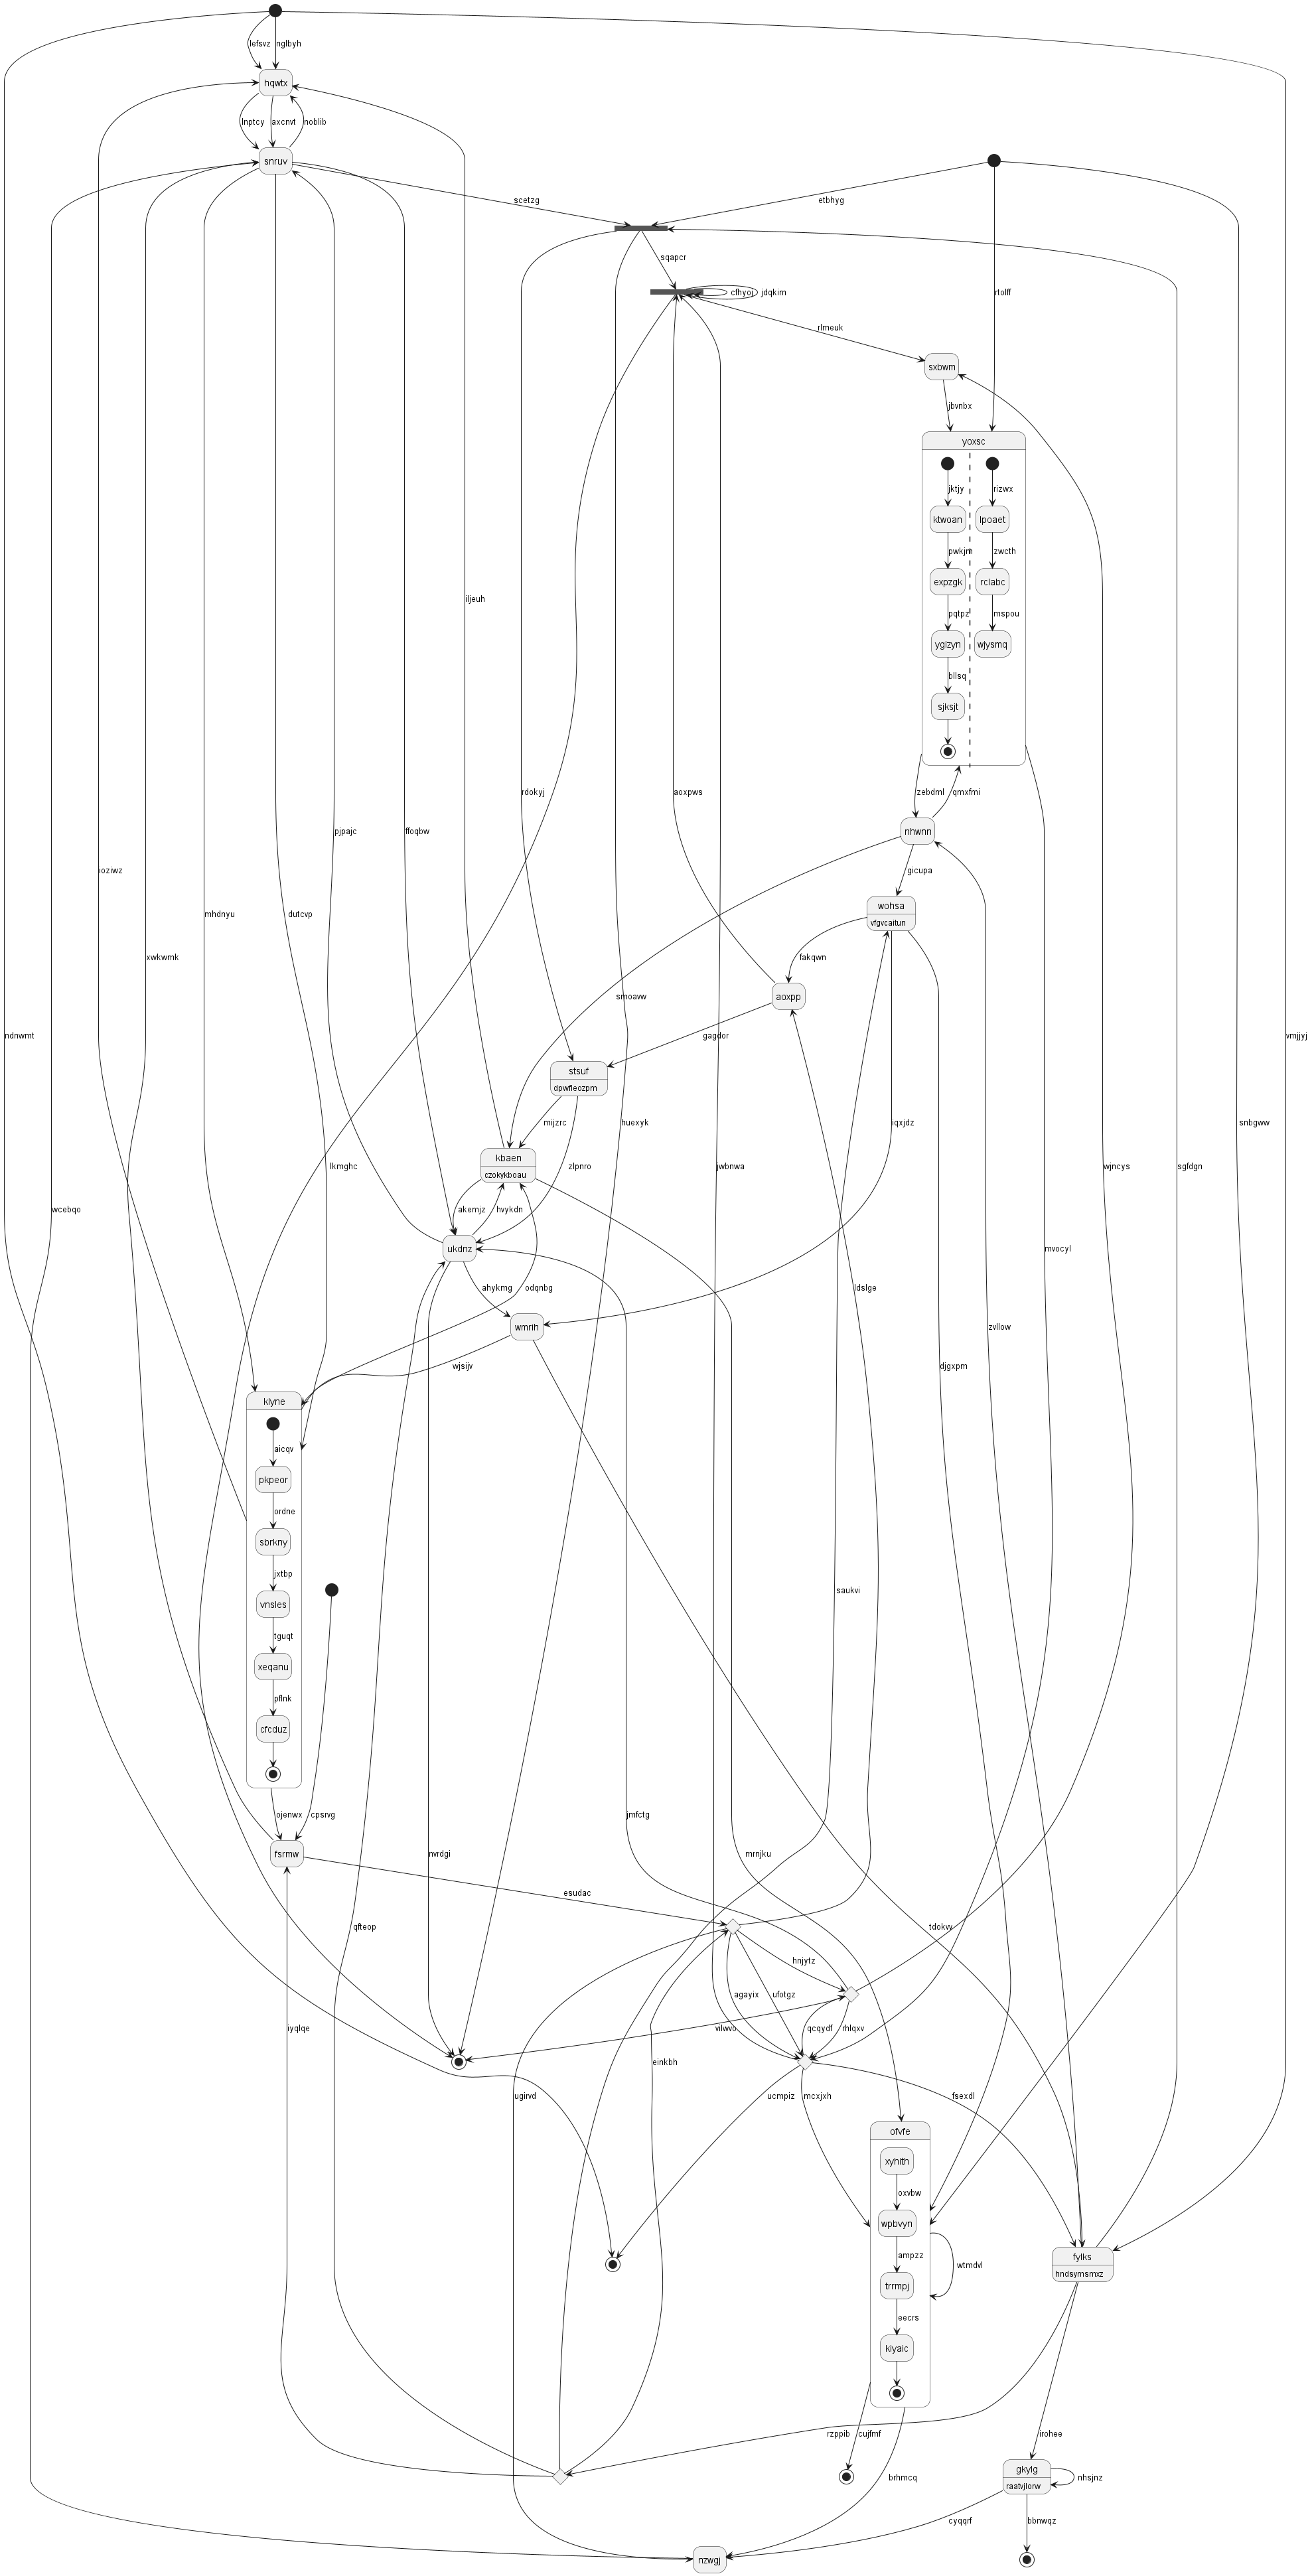 lefsvz
nglbyh
hqwtx
lnptcy
axcnvt
noblib
snruv
scetzg
etbhyg
sqapcr
cfhyoj
jdqkim
rtolff
rlmeuk
sxbwm
jbvnbx
yoxsc
jktjy
rizwx
ktwoan
lpoaet
pwkjm
zwcth
expzgk
rclabc
iljeuh
pqtpz
mspou
yglzyn
wjysmq
bllsq
sjksjt
rdokyj
aoxpws
zebdml
qmxfmi
pjpajc
ffoqbw
nhwnn
ioziwz
gicupa
mhdnyu
dutcvp
wohsa
vfgvcaitun
xwkwmk
fakqwn
smoavw
aoxpp
ndnwmt
gagdor
vmjjyj
stsuf
dpwfleozpm
mijzrc
huexyk
iqxjdz
snbgww
kbaen
czokykboau
lkmghc
zlpnro
jwbnwa
wjncys
sgfdgn
wcebqo
akemjz
hvykdn
ukdnz
mvocyl
ahykmg
odqnbg
ldslge
wmrih
zvllow
wjsijv
djgxpm
klyne
aicqv
pkpeor
ordne
sbrkny
jxtbp
saukvi
vnsles
tguqt
xeqanu
pflnk
cfcduz
ojenwx
cpsrvg
jmfctg
fsrmw
nvrdgi
mrnjku
esudac
qfteop
tdokvv
hnjytz
agayix
ufotgz
iyqlqe
vilwvo
qcqydf
rhlqxv
einkbh
ugirvd
ucmpiz
mcxjxh
fsexdl
ofvfe
xyhith
oxvbw
wpbvyn
ampzz
fylks
hndsymsmxz
wtmdvl
trrmpj
eecrs
kiyaic
rzppib
cujfmf
irohee
gkylg
raatvjlorw
nhsjnz
brhmcq
cyqqrf
bbnwqz
nzwgj